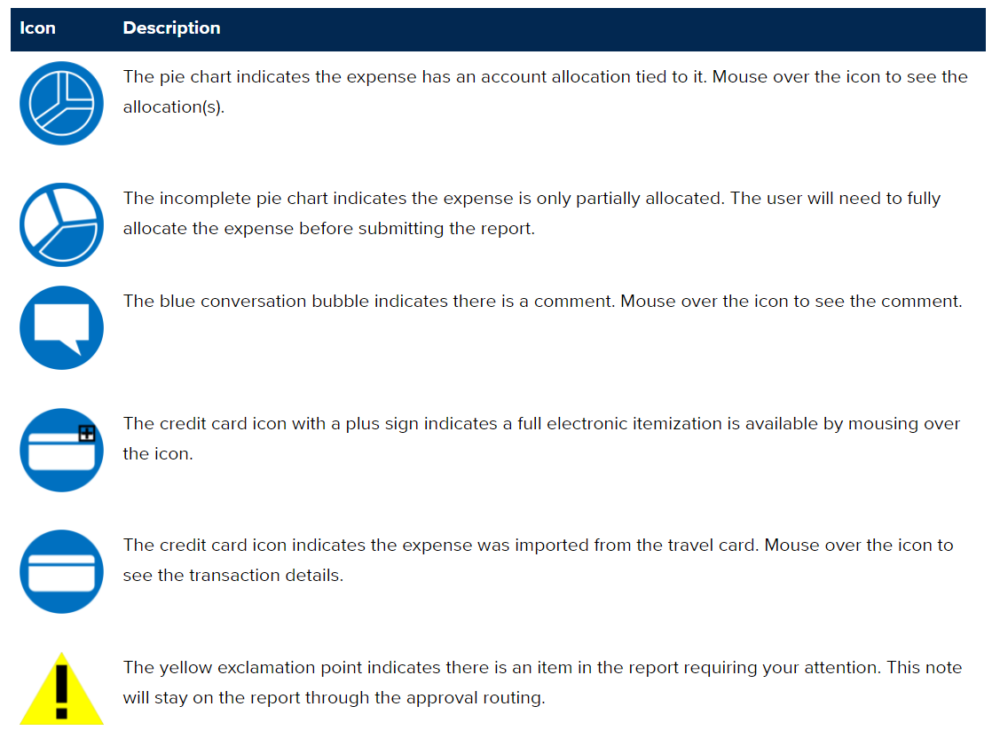 Icon Description
The pie chart indicates the expense has an account allocation tied to it. Mouse over the icon to see the
allocation(s).
The incomplete pie chart indicates the expense is only partially allocated. The user will need to fully
allocate the expense before submitting the report.
The blue conversation bubble indicates there is a comment. Mouse over the icon to see the comment.
The credit card icon with a plus sign indicates a full electronic itemization is available by mousing over
the icon.
The credit card icon indicates the expense was imported from the travel card. Mouse over the icon to
see the transaction details.
The yellow exclamation point indicates there is an item in the report requiring your attention. This note
will stay on the report through the approval routing.